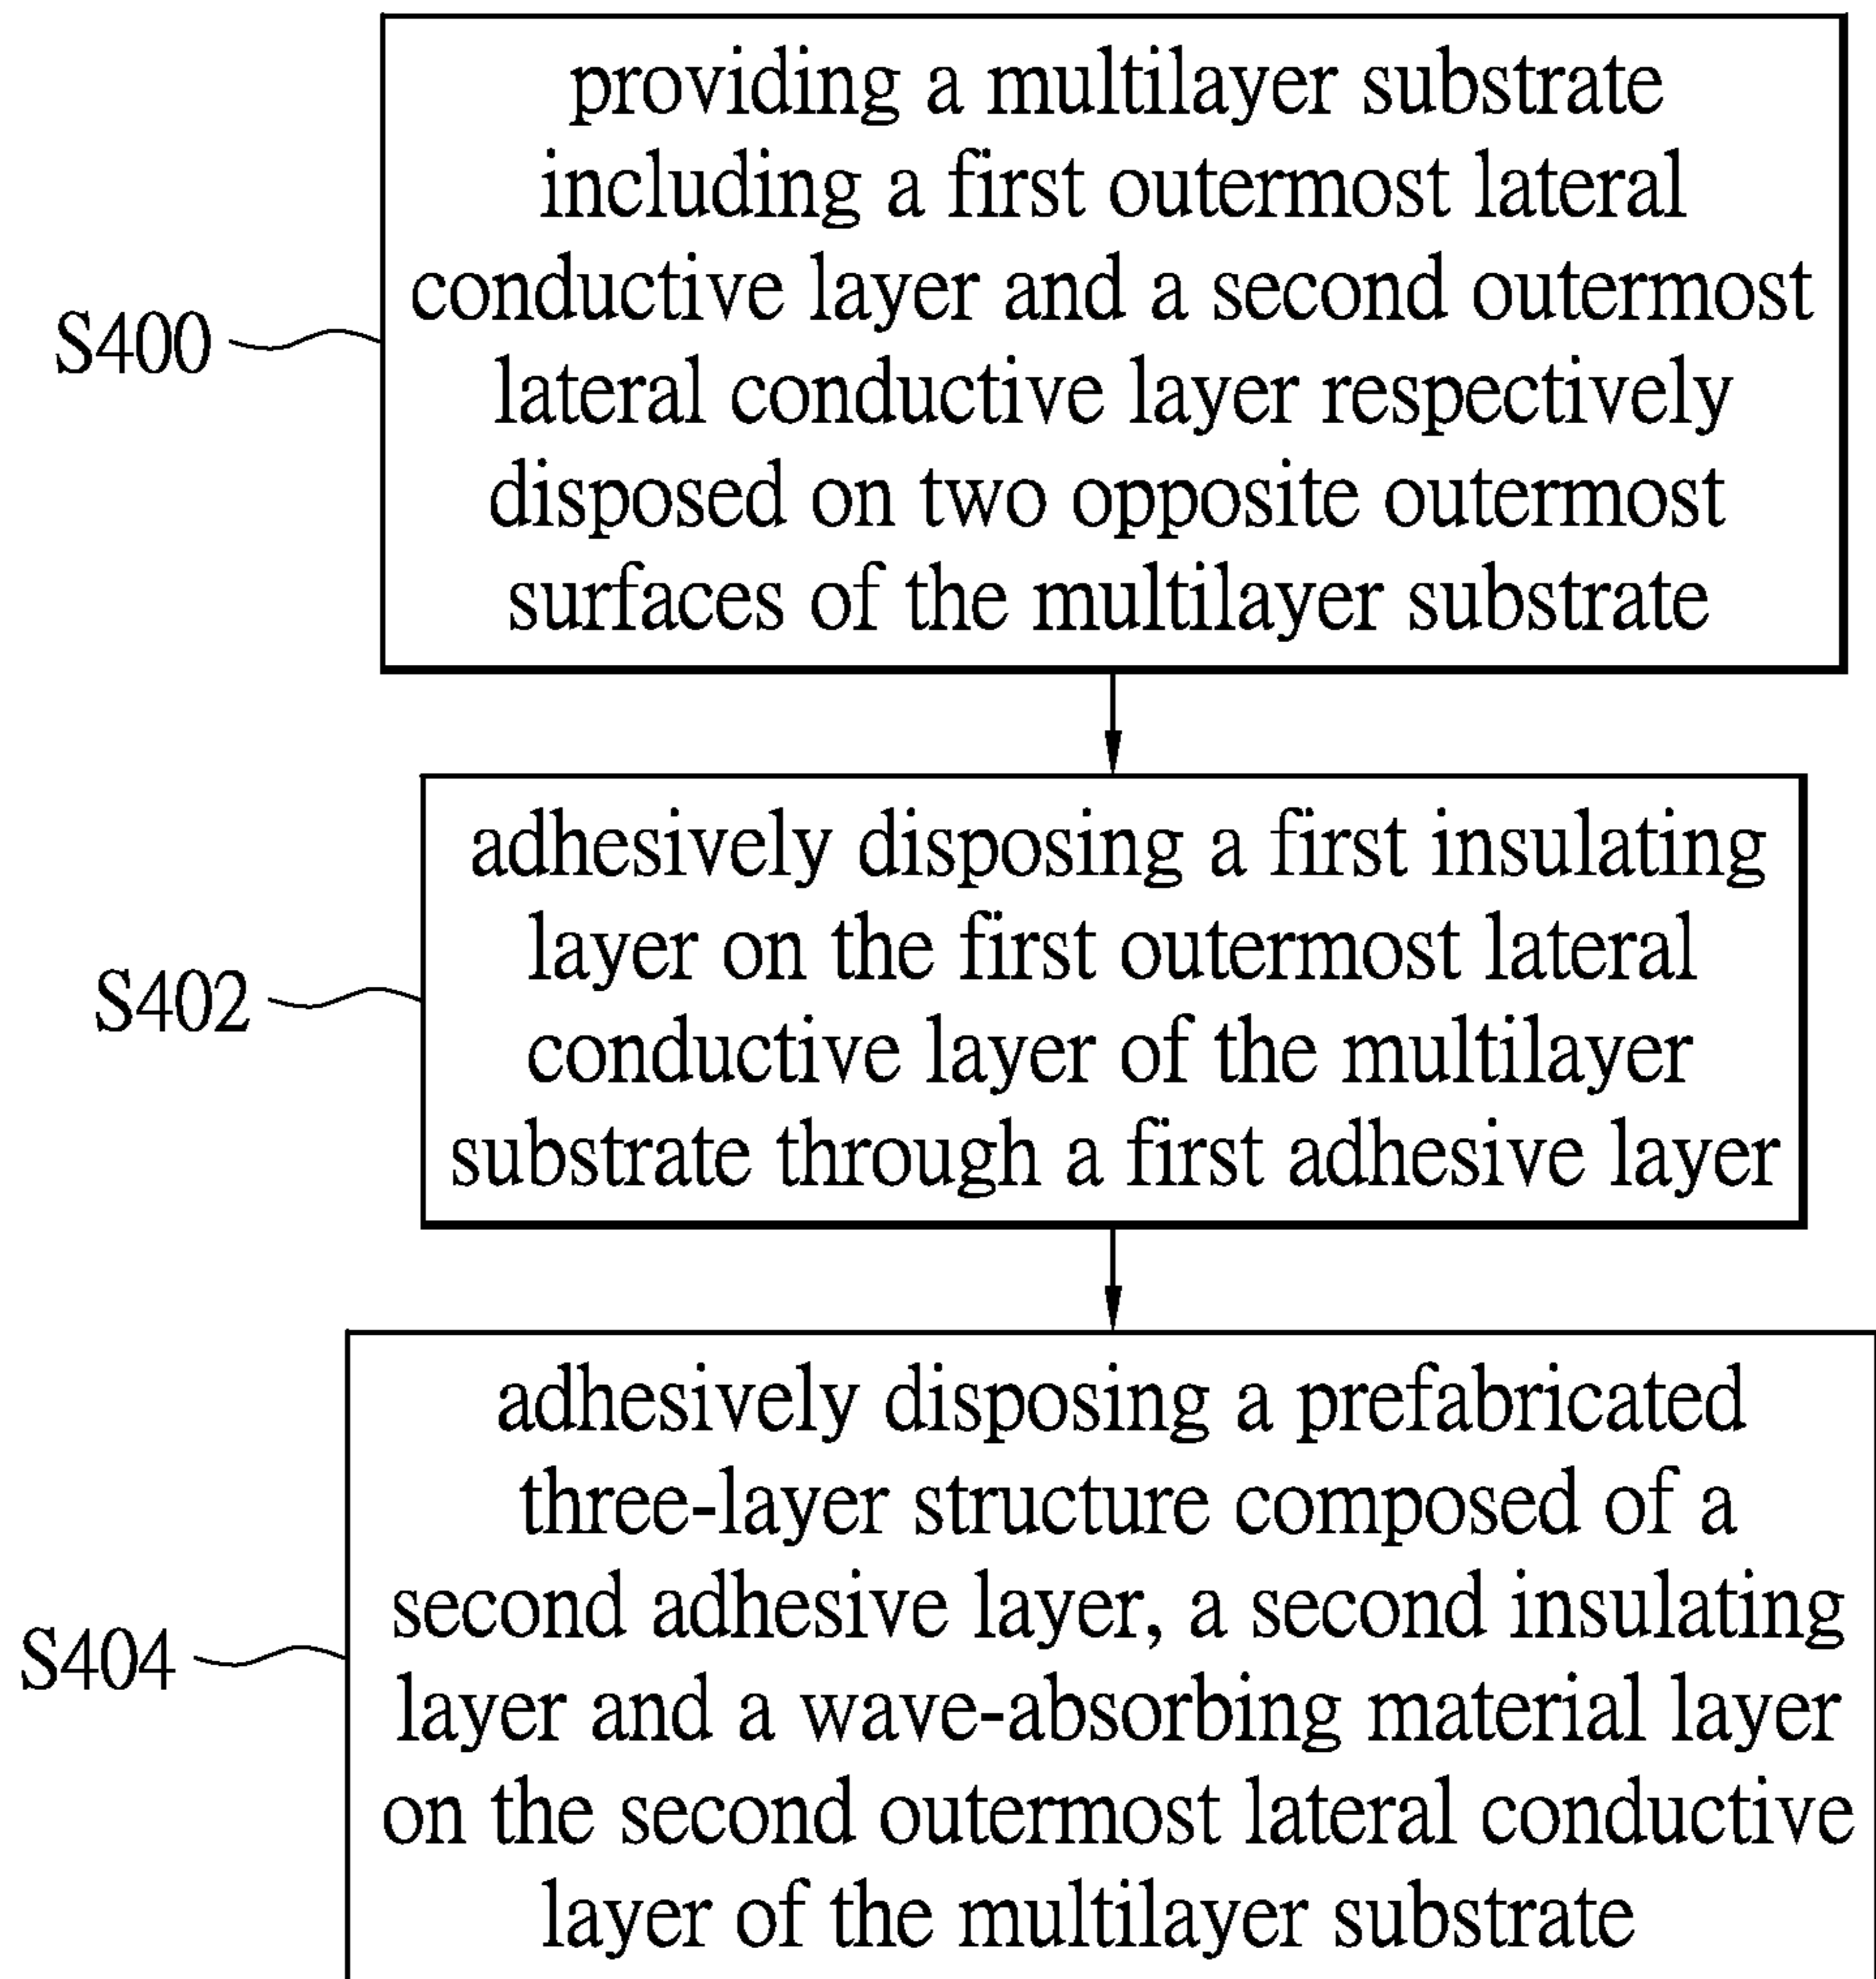 providing a multilayer substrate
including a first outermost lateral
conductive layer and a second outermost
S400
lateral conductive layer respectively
disposed on two opposite outermost
surfaces of the multilayer substrate
adhesively disposing a first insulating
layer on the first outermost lateral
S402
conductive layer of the multilayer
substrate through a first adhesive layer
adhesively disposing a prefabricated
three-layer structure composed of a
second adhesive layer, a second insulating
S404
layer and a wave-absorbing material layer
on the second outermost lateral conductive
layer of the multilayer substrate